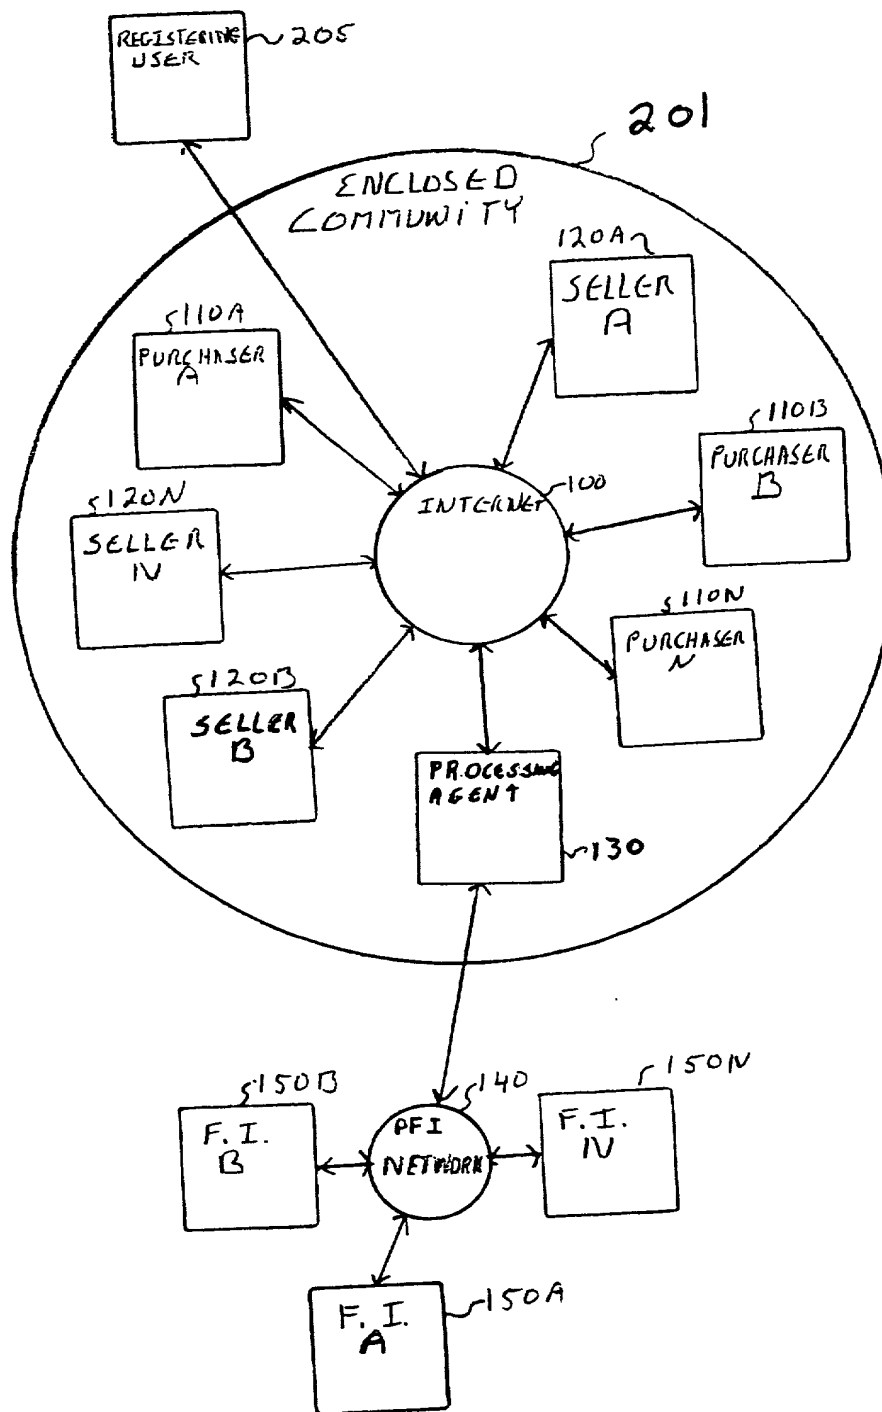 REGISTERING
USER
205
201
ENCLOSED
COMMUNITY
120A
SELLER
A
110A
PURCHASER
A
110B
PURCHASER
B
INTERNET
100
120N
SELLER
N
110N
PURCHASER
N
120B
SELLER
B
PROCESSING
AGENT
130
150B
F. I.
B
140
PFI
NETWORK
150N
F. I.
N
150A
F. I.
A